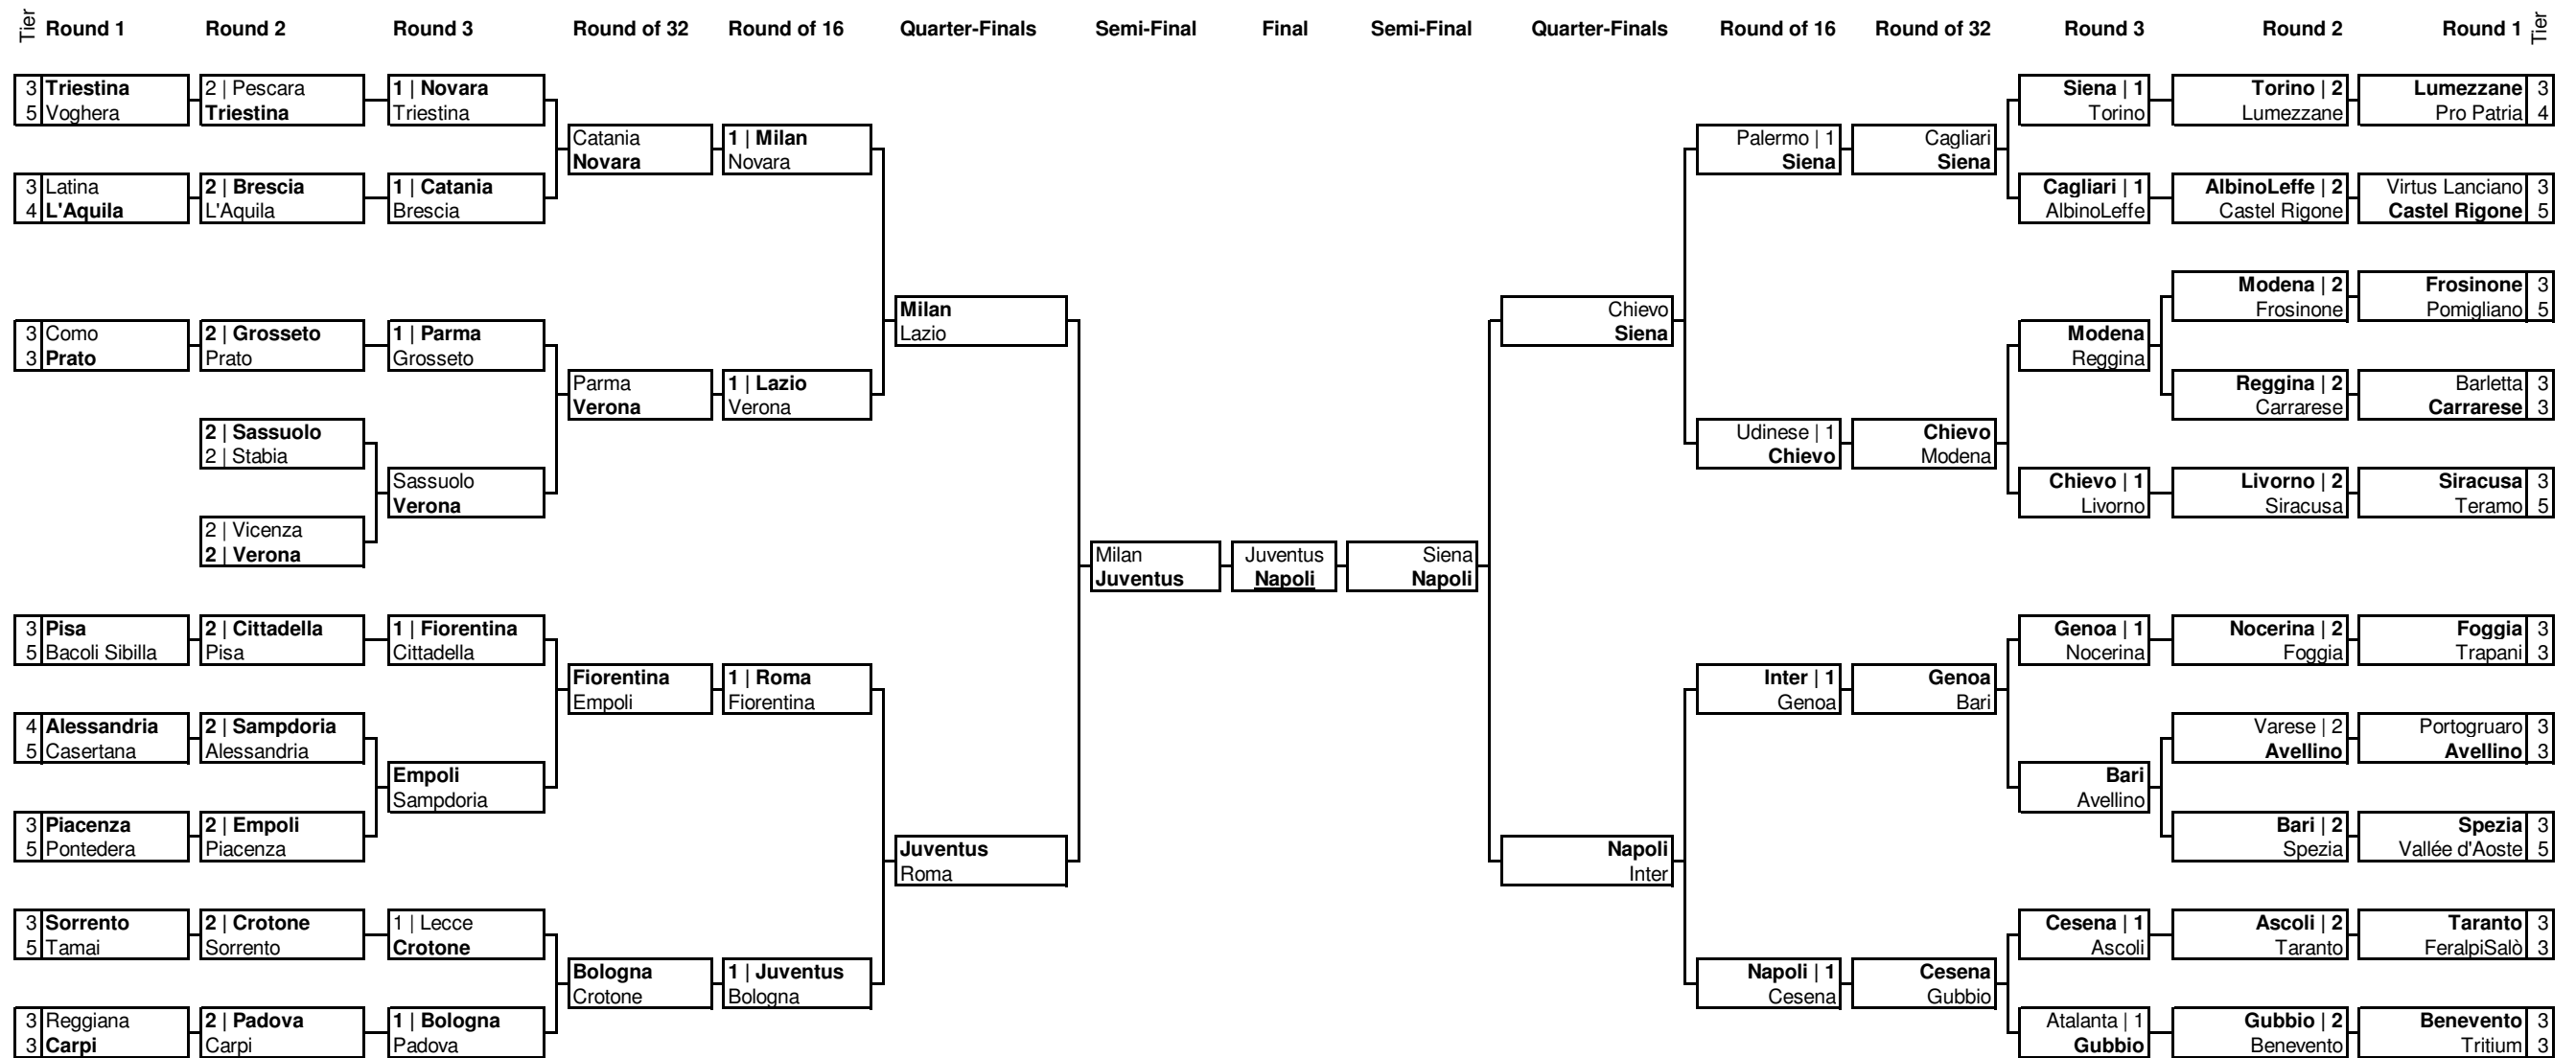 Tier Round 1 Round 2 Round 3 Round of 32 Round of 16 Quarter-Finals Semi-Final Final Semi-Final Quarter-Finals Round of 16 Round of 32 Round 3 Round 2 Round 1 Tier
3 Triestina 2 | Pescara 1 | Novara Siena | 1 Torino | 2 Lumezzane 3
5 Voghera Triestina Triestina Torino Lumezzane Pro Patria 4
Catania 1 | Milan Palermo | 1 Cagliari
Novara Novara Siena Siena
3 Latina 2 | Brescia 1 | Catania Cagliari | 1 AlbinoLeffe | 2 Virtus Lanciano 3
4 L'Aquila L'Aquila Brescia AlbinoLeffe Castel Rigone Castel Rigone 5
Modena | 2 Frosinone 3
Milan Chievo Frosinone Pomigliano 5
3 Como 2 | Grosseto 1 | Parma Lazio Siena Modena
3 Prato Prato Grosseto Reggina
Parma 1 | Lazio Reggina | 2 Barletta 3
Verona Verona Carrarese Carrarese 3
2 | Sassuolo Udinese | 1 Chievo
2 | Stabia Chievo Modena
Sassuolo Chievo | 1 Livorno | 2 Siracusa 3
Verona Livorno Siracusa Teramo 5
2 | Vicenza
2 | Verona Milan Juventus Siena
Juventus Napoli Napoli
3 Pisa 2 | Cittadella 1 | Fiorentina Genoa | 1 Nocerina | 2 Foggia 3
5 Bacoli Sibilla Pisa Cittadella Nocerina Foggia Trapani 3
Fiorentina 1 | Roma Inter | 1 Genoa
Empoli Fiorentina Genoa Bari
4 Alessandria 2 | Sampdoria Varese | 2 Portogruaro 3
5 Casertana Alessandria Avellino Avellino 3
Empoli Bari
Sampdoria Avellino
3 Piacenza 2 | Empoli Bari | 2 Spezia 3
5 Pontedera Piacenza Juventus Napoli Spezia Vallée d'Aoste 5
Roma Inter
3 Sorrento 2 | Crotone 1 | Lecce Cesena | 1 Ascoli | 2 Taranto 3
5 Tamai Sorrento Crotone Ascoli Taranto FeralpiSalò 3
Bologna 1 | Juventus Napoli | 1 Cesena
Crotone Bologna Cesena Gubbio
3 Reggiana 2 | Padova 1 | Bologna Atalanta | 1 Gubbio | 2 Benevento 3
3 Carpi Carpi Padova Gubbio Benevento Tritium 3